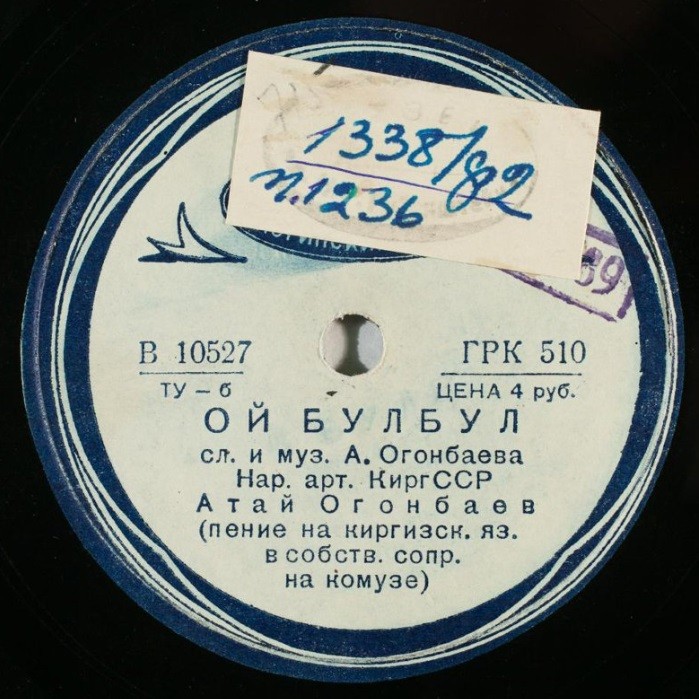 1338/82
п.1236
89
В 10527
ГРК 510
ТУ – б
ЦЕНА 4 руб.
ОЙ БУЛБУЛ
сл. и муз. А. Огонбаева
Нар. арт. КиргССР
Атай Огонбаев
(пение на киргизск. яз.
в собств. сопр.
на комузе)